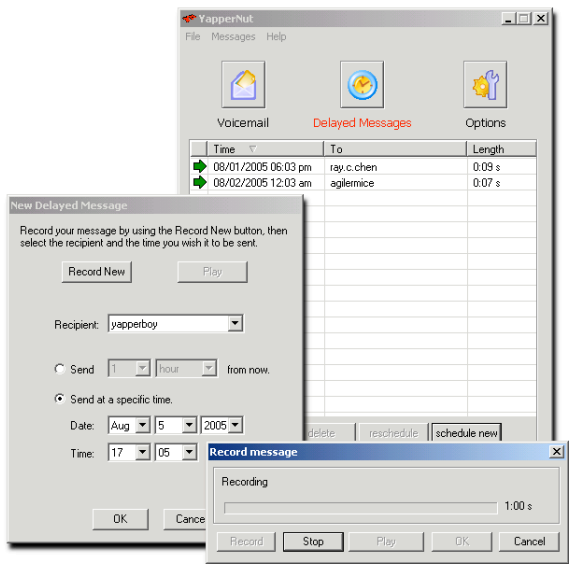 YapperNut
File Messages Help
Voicemail Delayed Messages Options
Time To Length
08/01/2005 06:03 pm ray.c.chen 0:09 s
08/02/2005 12:03 am agilermice 0:07 s
delete reschedule schedule new
New Delayed Message
Record your message by using the Record New button, then
select the recipient and the time you wish it to be sent.
Record New Play
Recipient: yapperboy
Send 1 hour from now.
Send at a specific time.
Date: Aug 5 2005
Time: 17 05
OK Cance
Record message
Recording
1:00 s
Record Stop Play OK Cancel